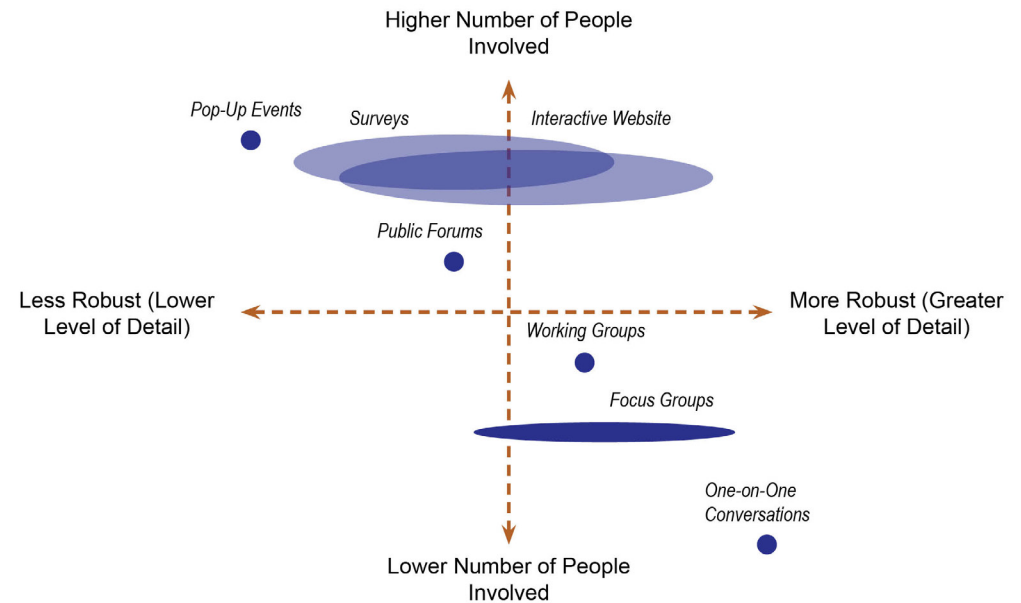 Higher Number of People
Involved
Pop-Up Events
Surveys
Interactive Website
Public Forums
Less Robust (Lower
Level of Detail)
More Robust (Greater
Level of Detail)
Working Groups
Focus Groups
One-on-One
Conversations
Lower Number of People
Involved